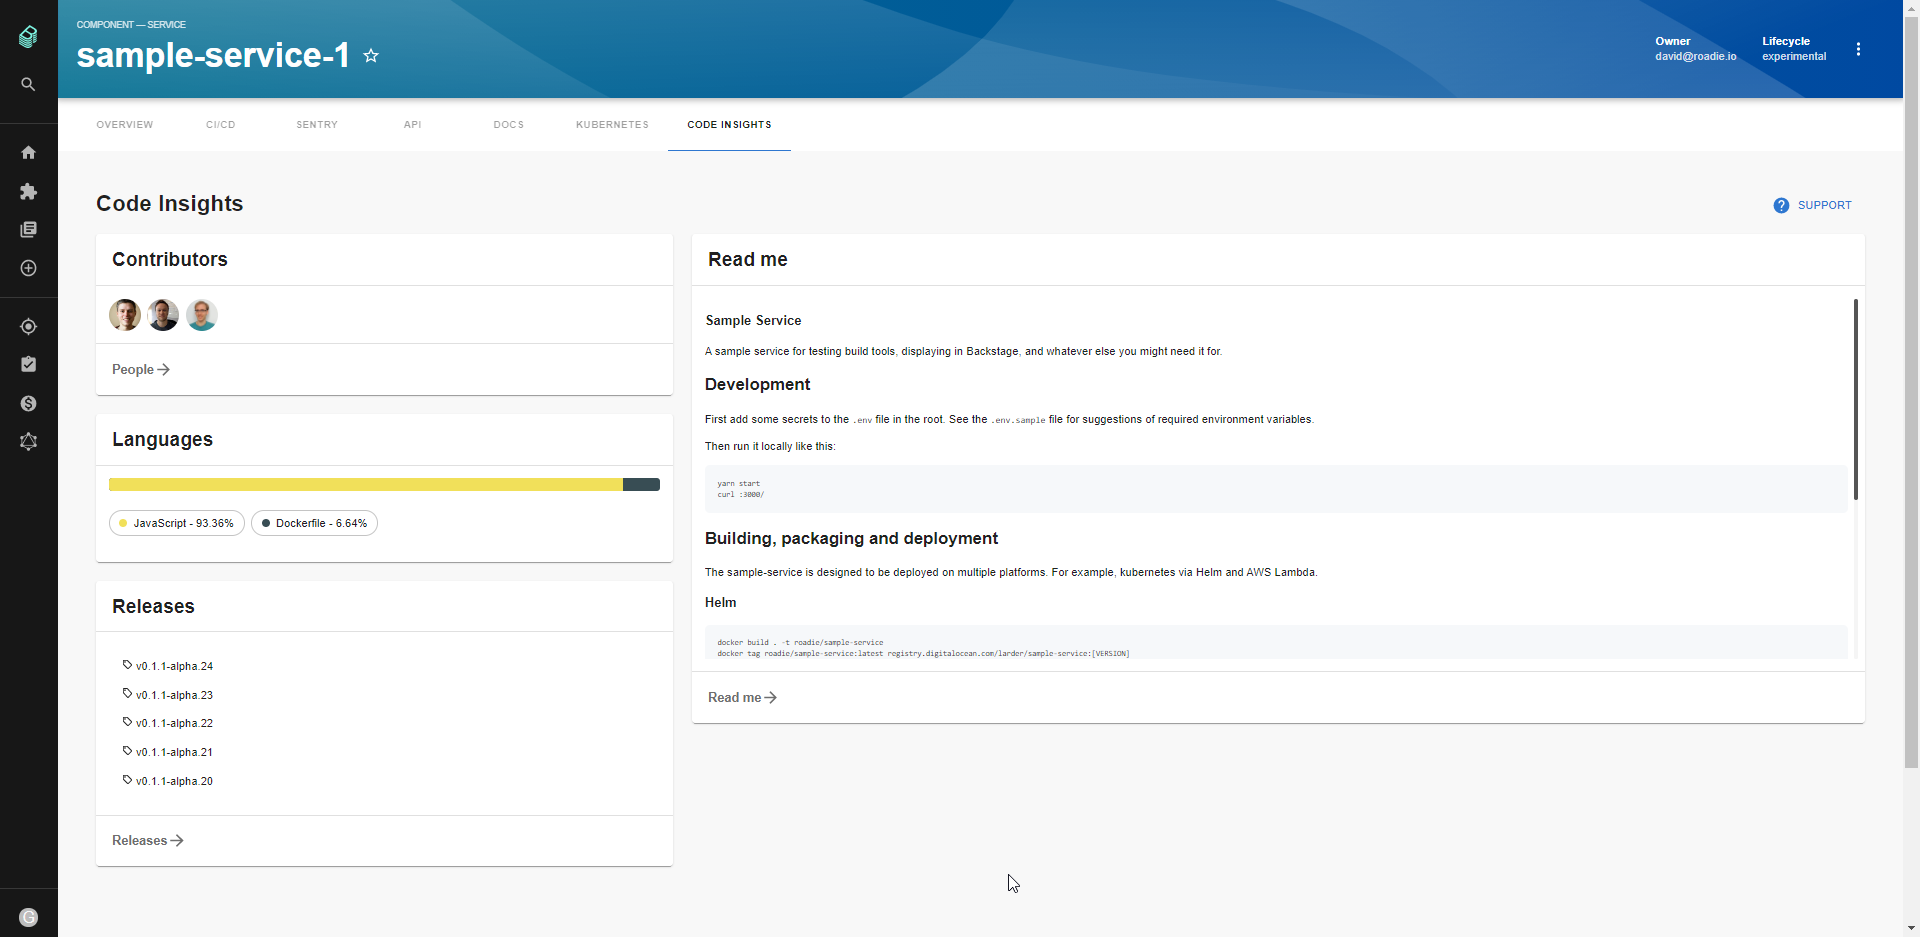 COMPONENT — SERVICE
sample-service-1
Owner
david@roadie.io
Lifecycle
experimental
OVERVIEW
CI/CD
SENTRY
API
DOCS
KUBERNETES
CODE INSIGHTS
Code Insights
? SUPPORT
Contributors
People
Languages
JavaScript - 93.36%
Dockerfile - 6.64%
Releases
v0.1.1-alpha.24
v0.1.1-alpha.23
v0.1.1-alpha.22
v0.1.1-alpha.21
v0.1.1-alpha.20
Releases
Read me
Sample Service
A sample service for testing build tools, displaying in Backstage, and whatever else you might need it for.
Development
First add some secrets to the .env file in the root. See the .env.sample file for suggestions of required environment variables.
Then run it locally like this:
yarn start
curl :3000/
Building, packaging and deployment
The sample-service is designed to be deployed on multiple platforms. For example, kubernetes via Helm and AWS Lambda.
Helm
docker build . -t roadie/sample-service
docker tag roadie/sample-service:latest registry.digitalocean.com/larder/sample-service:[VERSION]
Read me
G